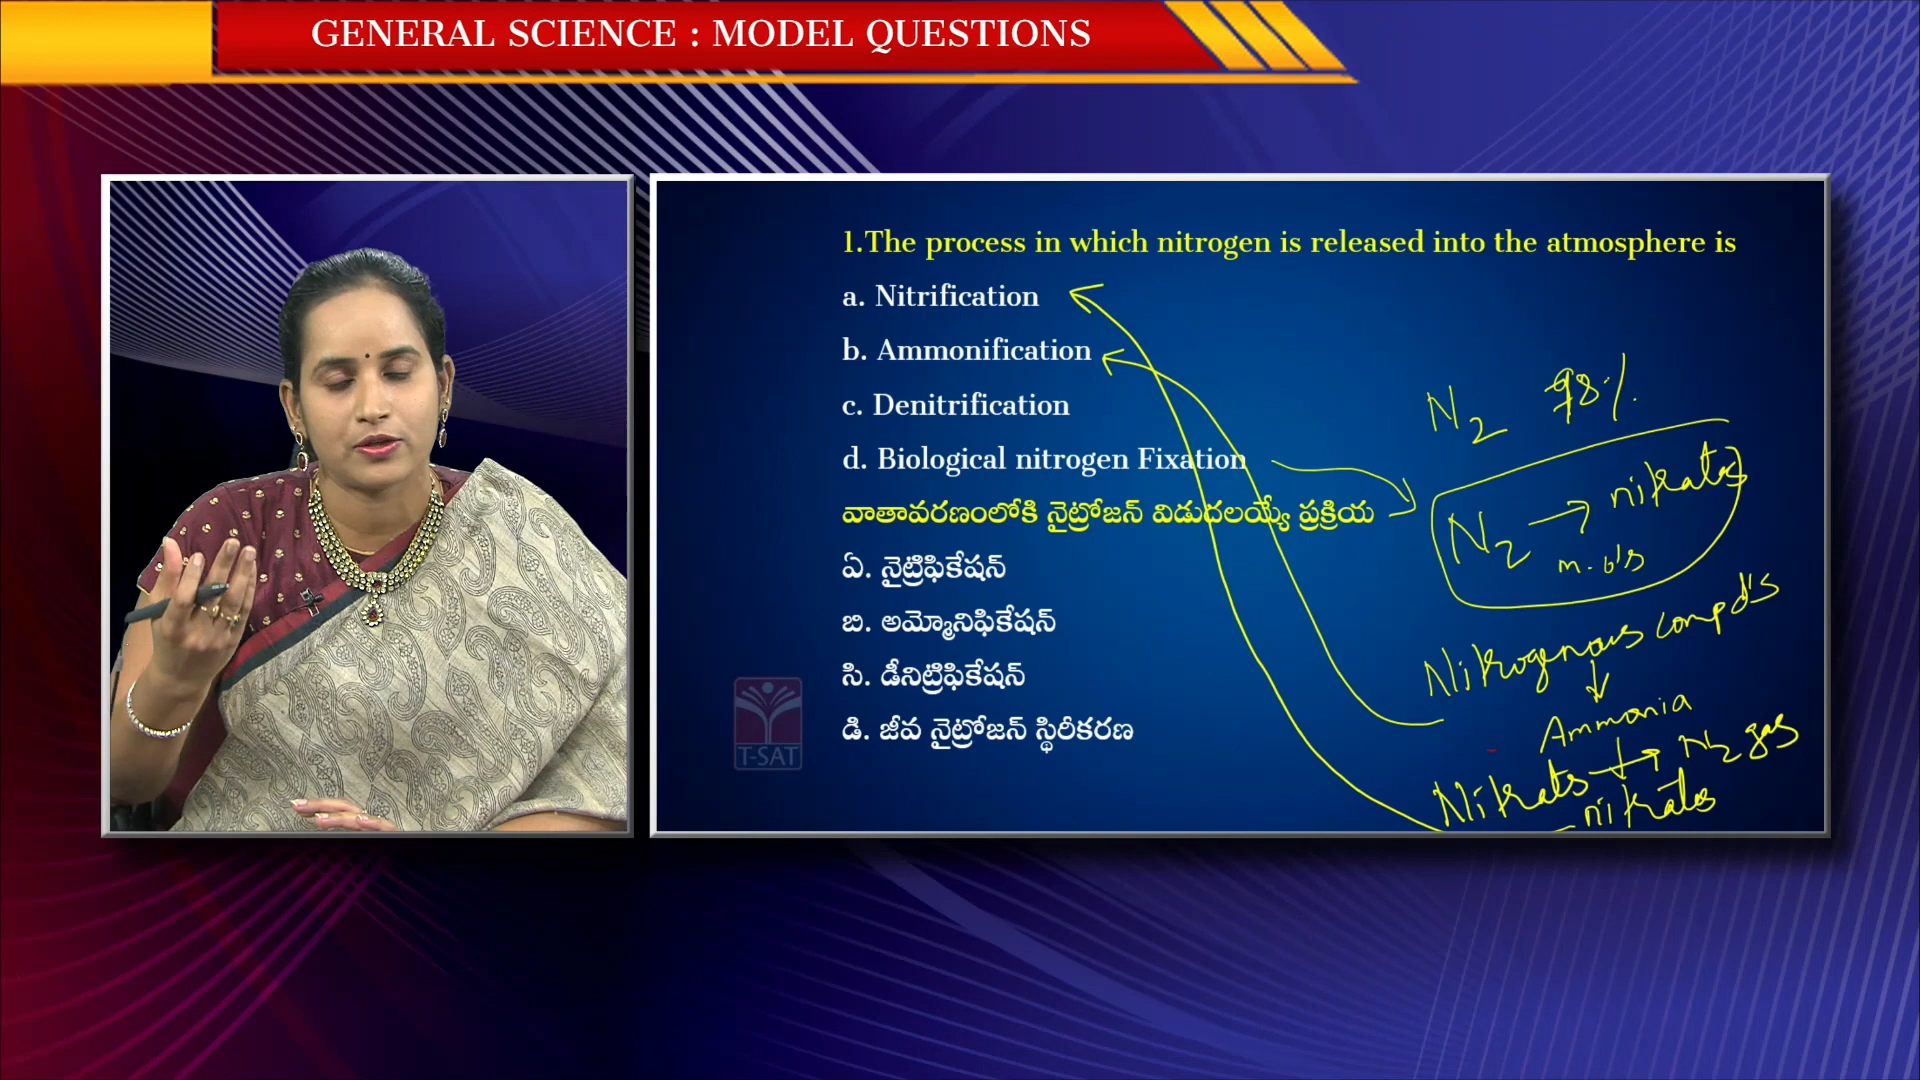 GENERAL SCIENCE : MODEL QUESTIONS
1.The process in which nitrogen is released into the atmosphere is
a. Nitrification
b. Ammonification
c. Denitrification
d. Biological nitrogen Fixation
వాతావరణంలోకి నైట్రోజన్ విడుదలయ్యే ప్రక్రియ
ఏ. నైట్రిఫికేషన్
బి. అమ్మోనిఫికేషన్
సి. డీనిట్రిఫికేషన్
డి. జీవ నైట్రోజన్ స్థిరీకరణ
N2 78%
N2 → nitrates
m.o's
Nitrogenous compd's
↓
Ammonia
Nitrates → N2 gas
nitrates
T-SAT